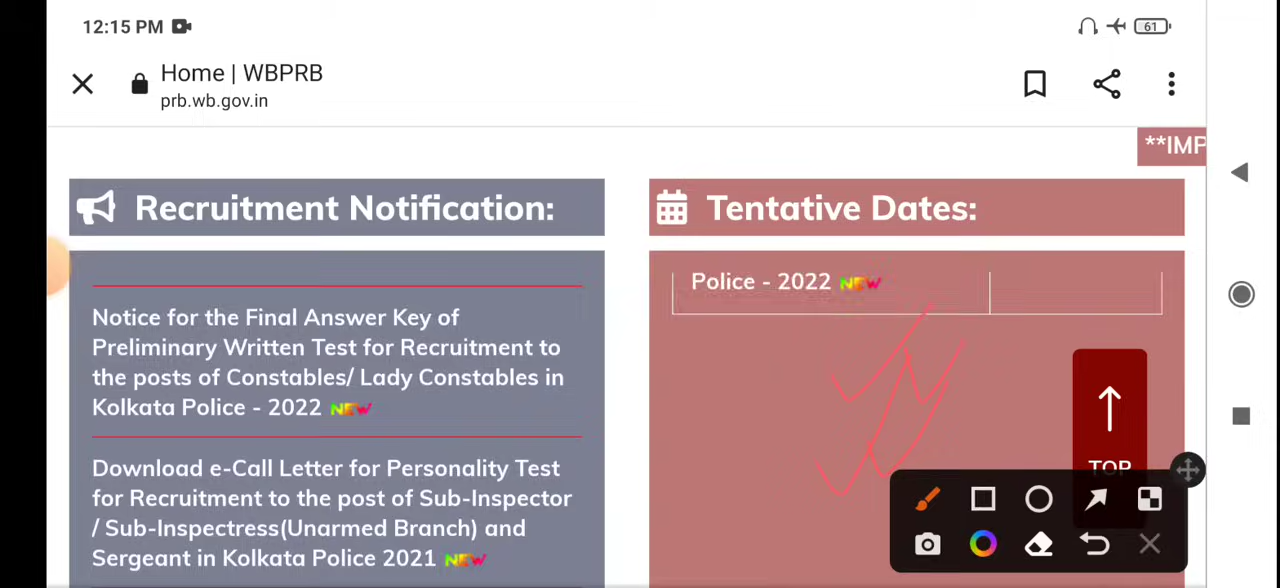 12:15 PM
61
Home | WBPRB
prb.wb.gov.in
**IMP
Recruitment Notification:
Tentative Dates:
Police - 2022 NEW
Notice for the Final Answer Key of
Preliminary Written Test for Recruitment to
the posts of Constables/ Lady Constables in
Kolkata Police - 2022 NEW
Download e-Call Letter for Personality Test
for Recruitment to the post of Sub-Inspector
/ Sub-Inspectress(Unarmed Branch) and
Sergeant in Kolkata Police 2021 NEW
TOP